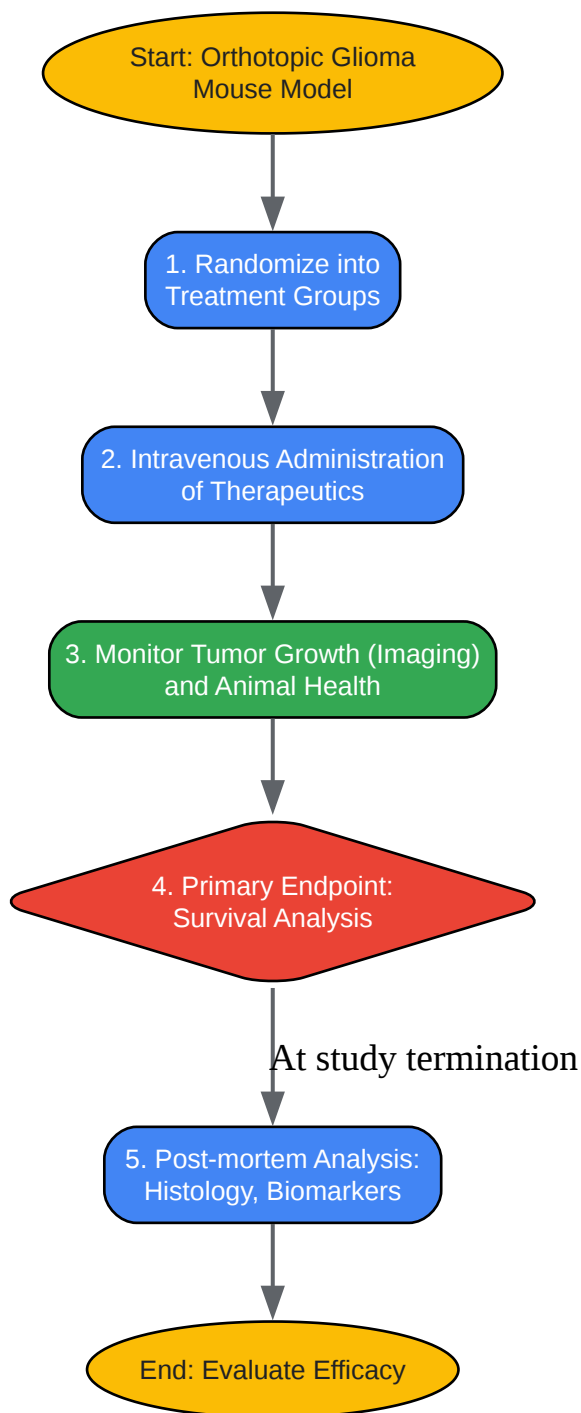 Start: Orthotopic Glioma
Mouse Model
1. Randomize into
Treatment Groups
2. Intravenous Administration
of Therapeutics
3. Monitor Tumor Growth (Imaging)
and Animal Health
4. Primary Endpoint:
Survival Analysis
At study termination
5. Post-mortem Analysis:
Histology, Biomarkers
End: Evaluate Efficacy